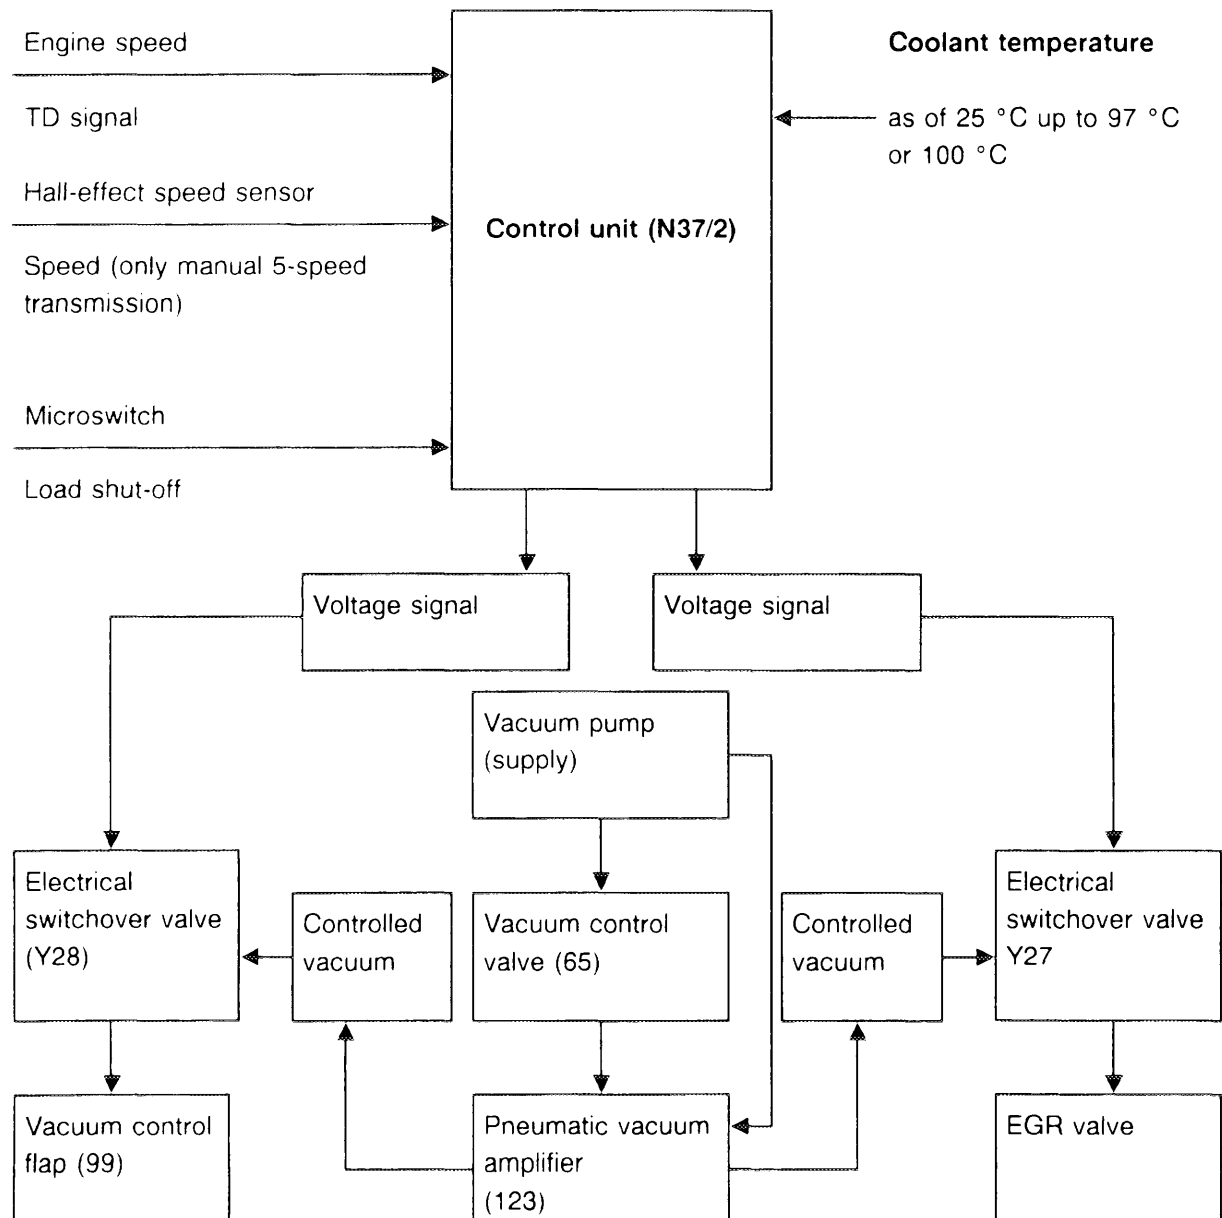 Engine speed
TD signal
Hall-effect speed sensor
Speed (only manual 5-speed
transmission)
Microswitch
Load shut-off
Control unit (N37/2)
Coolant temperature
as of 25 °C up to 97 °C
or 100 °C
Voltage signal
Voltage signal
Vacuum pump
(supply)
Electrical
switchover valve
(Y28)
Controlled
vacuum
Vacuum control
valve (65)
Controlled
vacuum
Electrical
switchover valve
Y27
Vacuum control
flap (99)
Pneumatic vacuum
amplifier
(123)
EGR valve